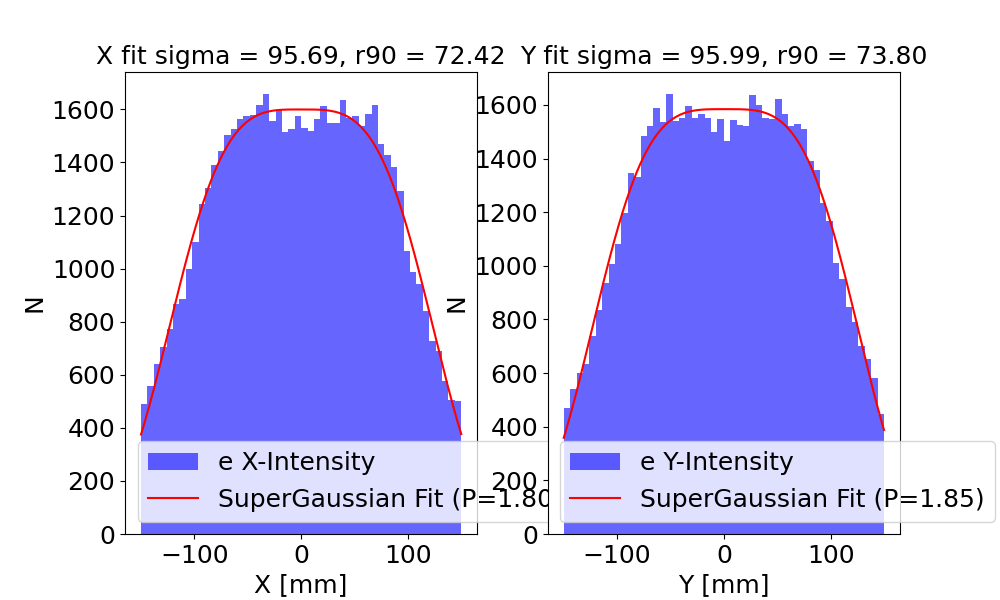 X fit sigma = 95.69, r90 = 72.42
N
1600
1400
1200
1000
800
600
400
200
0
e X-Intensity
SuperGaussian Fit (P=1.80
−100 0 100
X [mm]
Y fit sigma = 95.99, r90 = 73.80
N
1600
1400
1200
1000
800
600
400
200
0
e Y-Intensity
SuperGaussian Fit (P=1.85)
−100 0 100
Y [mm]